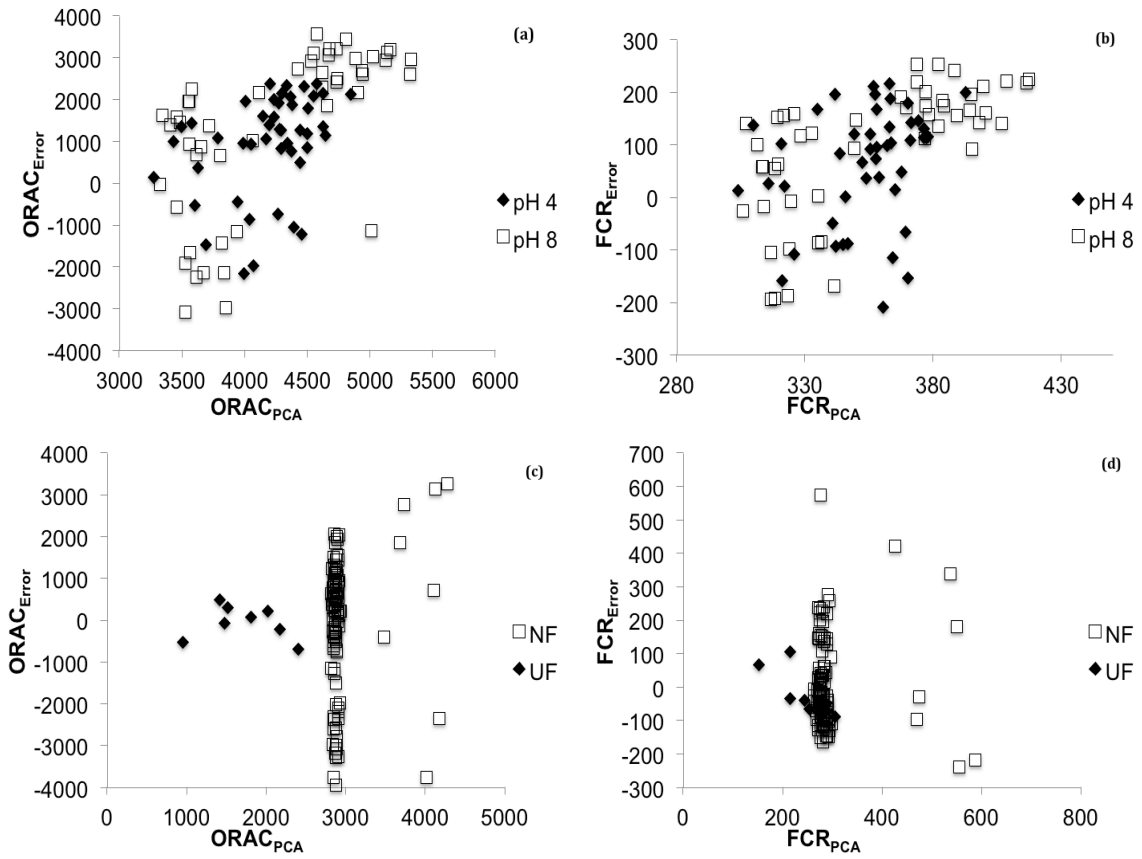 4000
3000
2000
1000
0
-1000
-2000
-3000
-4000
3000 3500 4000 4500 5000 5500 6000
ORAC_Error
ORAC_PCA
(a)
pH 4
pH 8
300
200
100
0
-100
-200
-300
280 330 380 430
FCR_Error
FCR_PCA
(b)
pH 4
pH 8
4000
3000
2000
1000
0
-1000
-2000
-3000
-4000
0 1000 2000 3000 4000 5000
ORAC_Error
ORAC_PCA
(c)
NF
UF
700
600
500
400
300
200
100
0
-100
-200
-300
0 200 400 600 800
FCR_Error
FCR_PCA
(d)
NF
UF